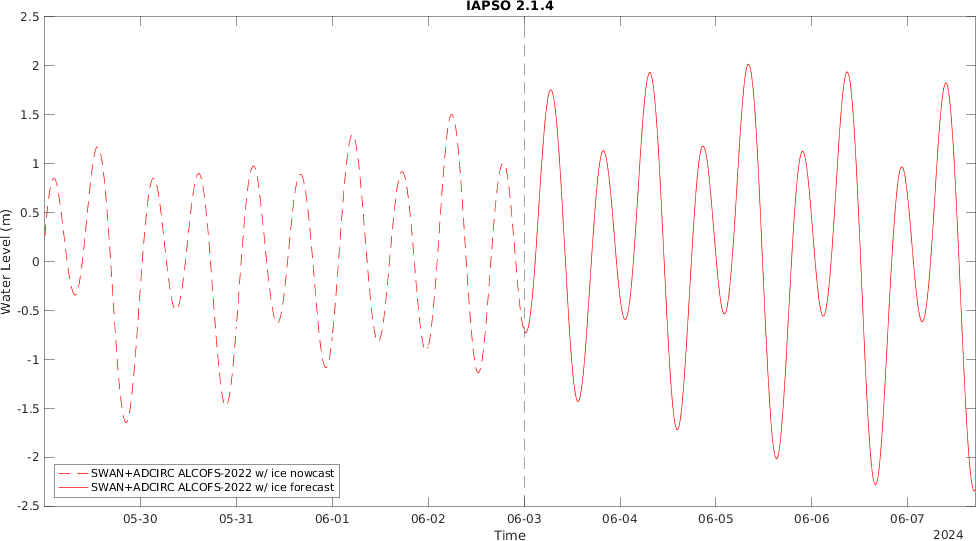 IAPSO 2.1.4
2.5
2
1.5
1
0.5
0
-0.5
-1
-1.5
-2
-2.5
Water Level (m)
SWAN+ADCIRC ALCOFS-2022 w/ ice nowcast
SWAN+ADCIRC ALCOFS-2022 w/ ice forecast
05-30 05-31 06-01 06-02 06-03 06-04 06-05 06-06 06-07
Time
2024